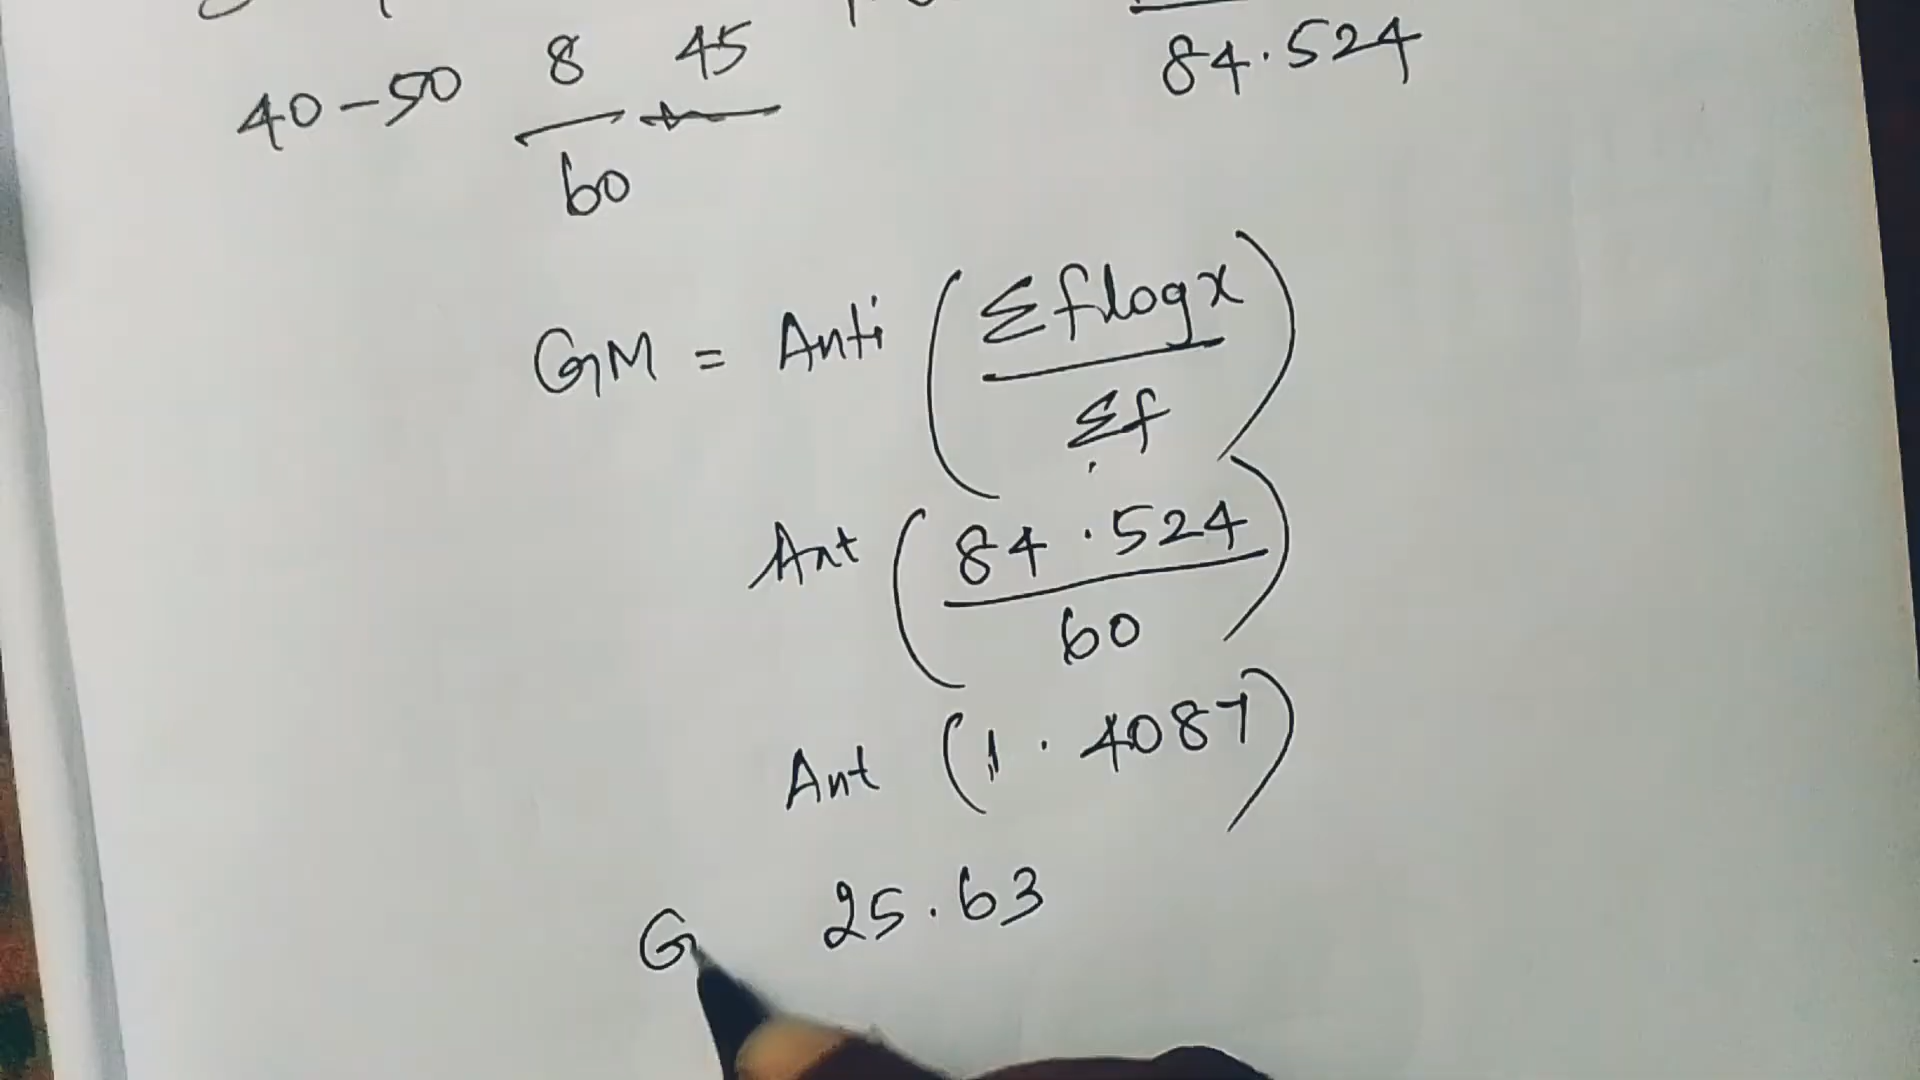 40-50 8 45
84.524
60
GM = Anti (Σflogx / Σf)
Ant (84.524 / 60)
Ant (1.4087)
G 25.63